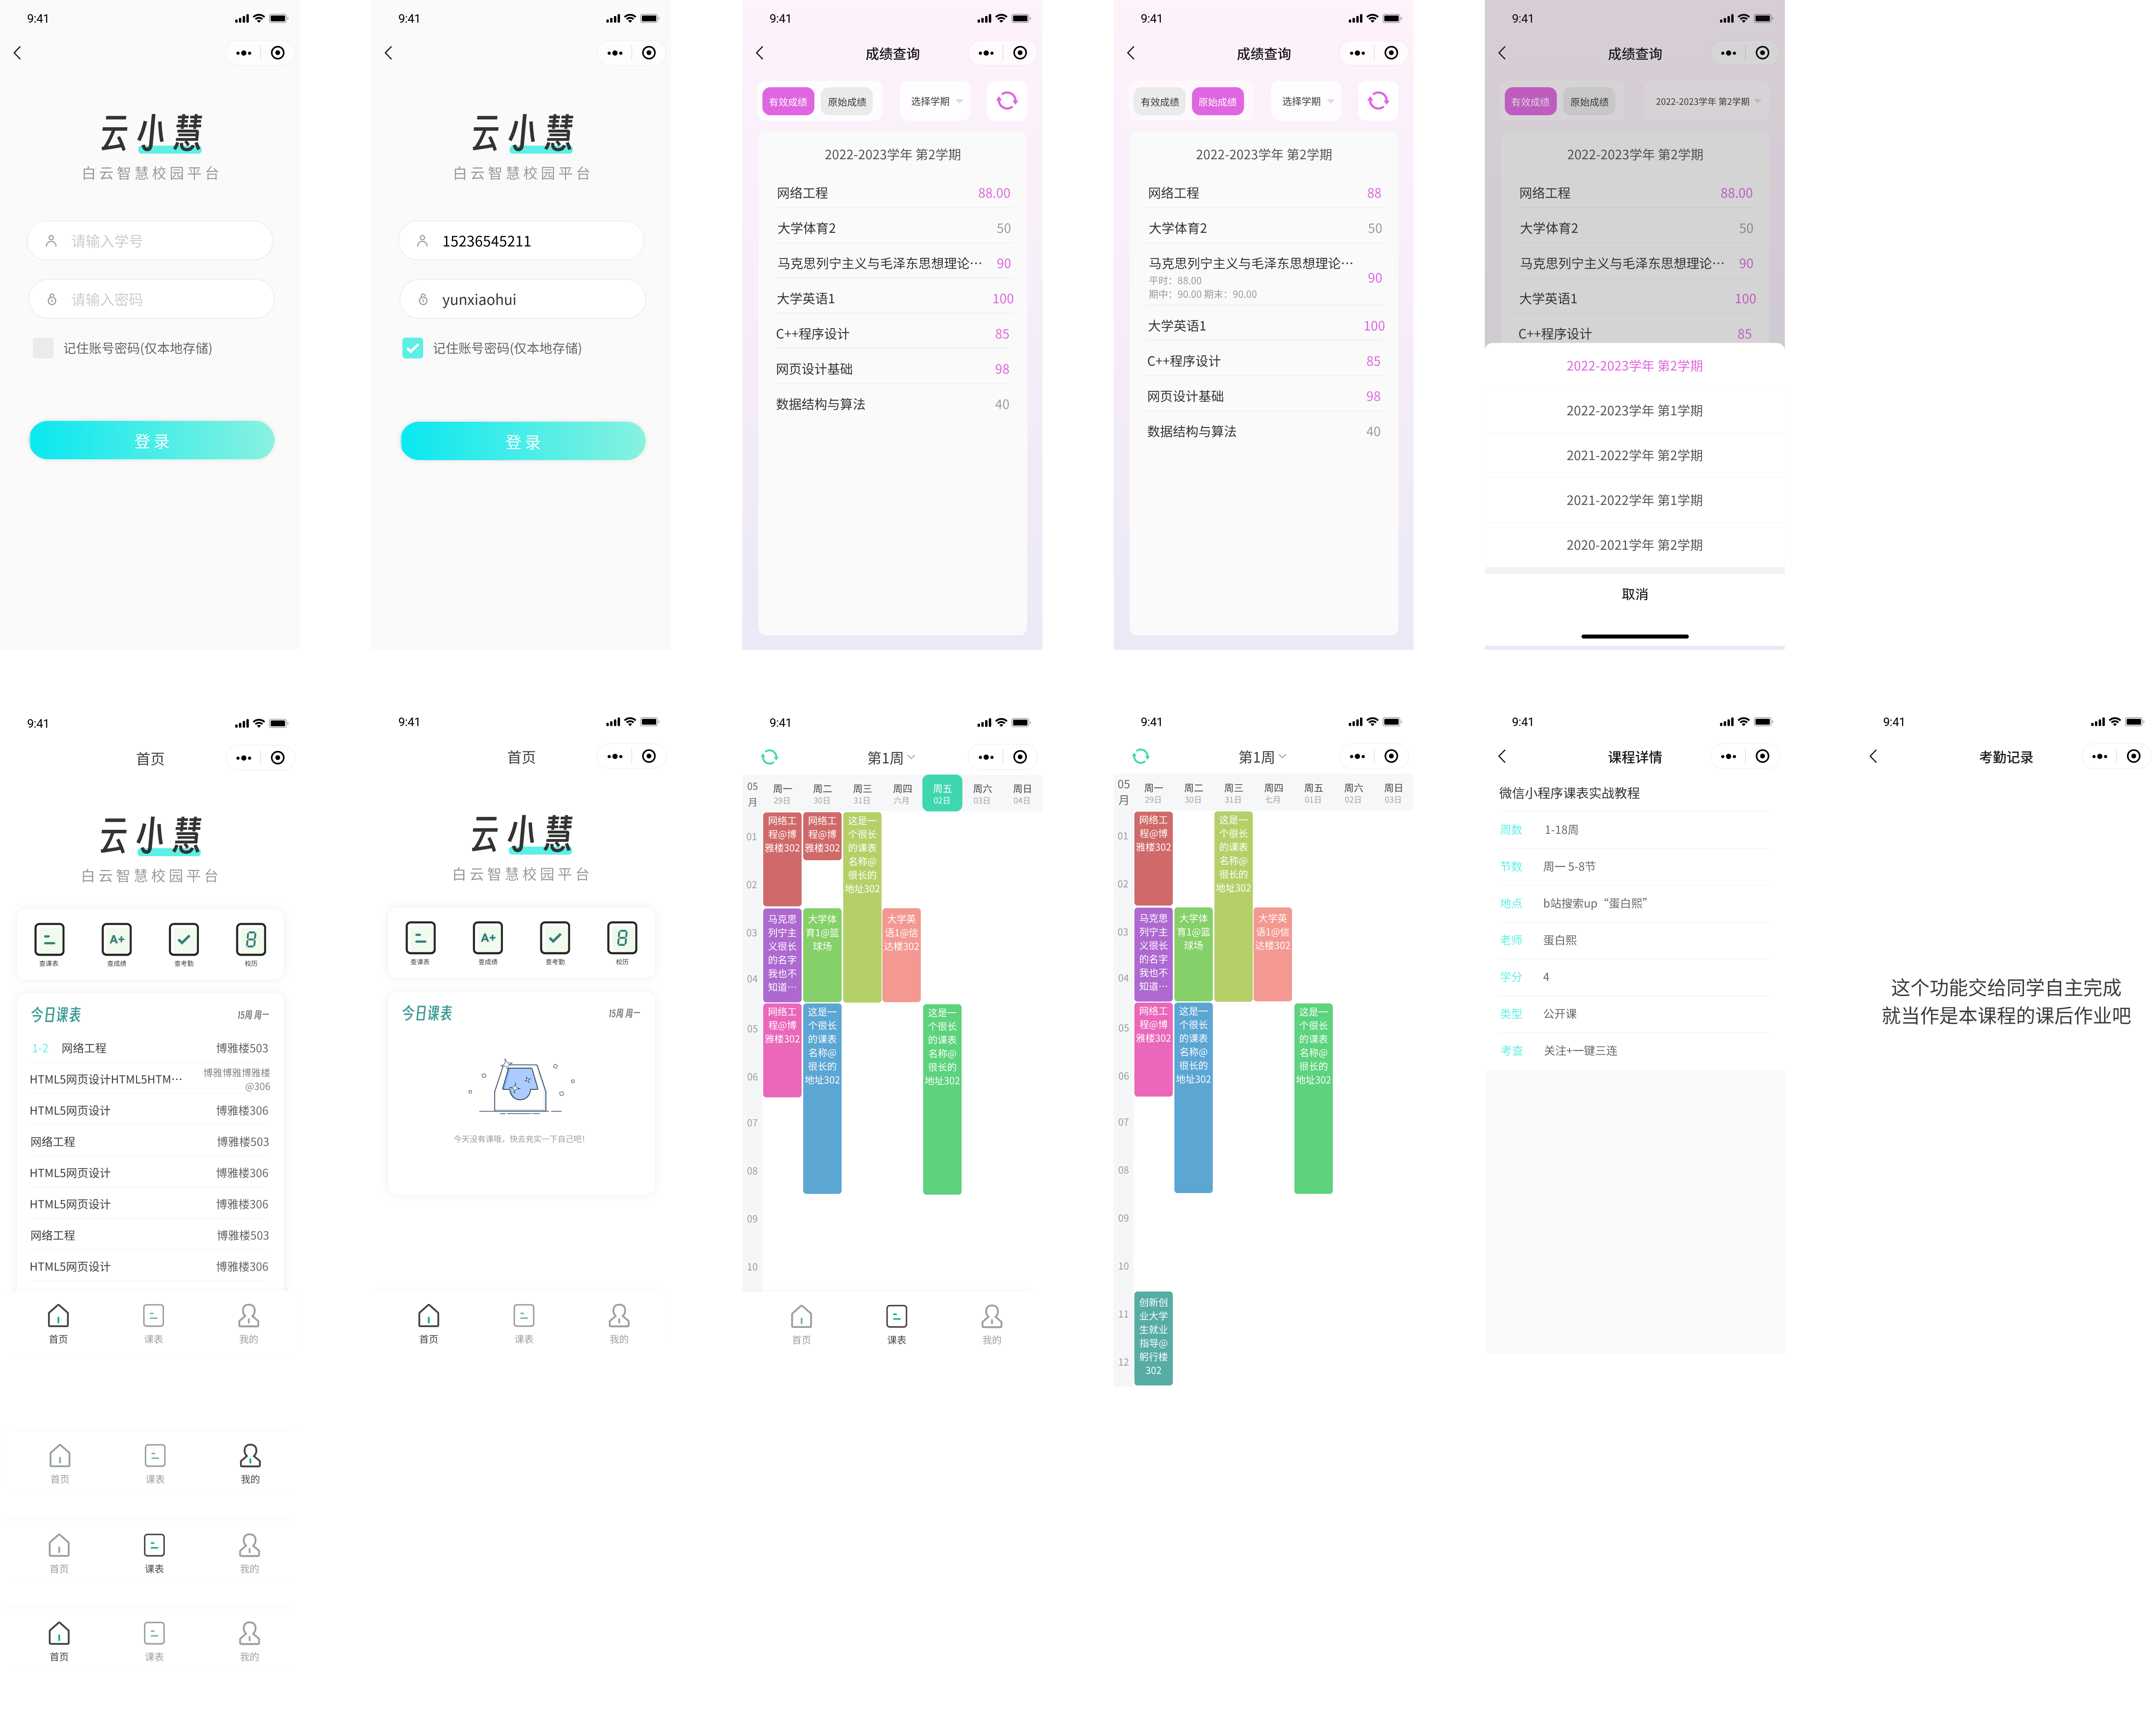 9:41
云小慧
白云智慧校园平台
请输入学号
请输入密码
记住账号密码(仅本地存储)
登录
9:41
云小慧
白云智慧校园平台
15236545211
yunxiaohui
记住账号密码(仅本地存储)
登录
9:41
成绩查询
有效成绩 原始成绩 选择学期
2022-2023学年 第2学期
网络工程 88.00
大学体育2 50
马克思列宁主义与毛泽东思想理论… 90
大学英语1 100
C++程序设计 85
网页设计基础 98
数据结构与算法 40
9:41
成绩查询
有效成绩 原始成绩 选择学期
2022-2023学年 第2学期
网络工程 88
大学体育2 50
马克思列宁主义与毛泽东思想理论… 90
平时：88.00
期中：90.00 期末：90.00
大学英语1 100
C++程序设计 85
网页设计基础 98
数据结构与算法 40
9:41
成绩查询
有效成绩 原始成绩 2022-2023学年 第2学期
2022-2023学年 第2学期
网络工程 88.00
大学体育2 50
马克思列宁主义与毛泽东思想理论… 90
大学英语1 100
C++程序设计 85
2022-2023学年 第2学期
2022-2023学年 第1学期
2021-2022学年 第2学期
2021-2022学年 第1学期
2020-2021学年 第2学期
取消
9:41
首页
云小慧
白云智慧校园平台
A+
查课表 查成绩 查考勤 校历
今日课表 15周 周一
1-2 网络工程 博雅楼503
HTML5网页设计HTML5HTM… 博雅博雅博雅楼
@306
HTML5网页设计 博雅楼306
网络工程 博雅楼503
HTML5网页设计 博雅楼306
HTML5网页设计 博雅楼306
网络工程 博雅楼503
HTML5网页设计 博雅楼306
首页 课表 我的
9:41
首页
云小慧
白云智慧校园平台
A+
查课表 查成绩 查考勤 校历
今日课表 15周 周一
今天没有课哦，快去充实一下自己吧！
首页 课表 我的
9:41
第1周
05 周一 周二 周三 周四 周五 周六 周日
月 29日 30日 31日 六月 02日 03日 04日
01
02
03
04
05
06
07
08
09
10
网络工
程@博
雅楼302
马克思
列宁主
义很长
的名字
我也不
知道…
网络工
程@博
雅楼302
网络工
程@博
雅楼302
大学体
育1@篮
球场
这是一
个很长
的课表
名称@
很长的
地址302
这是一
个很长
的课表
名称@
很长的
地址302
大学英
语1@信
达楼302
这是一
个很长
的课表
名称@
很长的
地址302
首页 课表 我的
9:41
第1周
05 周一 周二 周三 周四 周五 周六 周日
月 29日 30日 31日 七月 01日 02日 03日
01
02
03
04
05
06
07
08
09
10
11
12
网络工
程@博
雅楼302
马克思
列宁主
义很长
的名字
我也不
知道…
网络工
程@博
雅楼302
创新创
业大学
生就业
指导@
躬行楼
302
大学体
育1@篮
球场
这是一
个很长
的课表
名称@
很长的
地址302
这是一
个很长
的课表
名称@
很长的
地址302
大学英
语1@信
达楼302
这是一
个很长
的课表
名称@
很长的
地址302
9:41
课程详情
微信小程序课表实战教程
周数 1-18周
节数 周一 5-8节
地点 b站搜索up“蛋白熙”
老师 蛋白熙
学分 4
类型 公开课
考查 关注+一键三连
9:41
考勤记录
这个功能交给同学自主完成
就当作是本课程的课后作业吧
首页 课表 我的
首页 课表 我的
首页 课表 我的